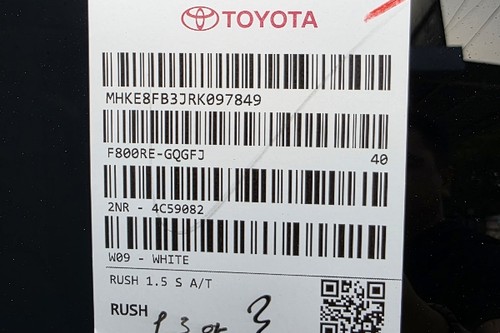 TOYOTA
MHKE8FB3JRK097849
F800RE-GQGFJ 40
2NR - 4C59082
W09 - WHITE
RUSH 1.5 S A/T
RUSH